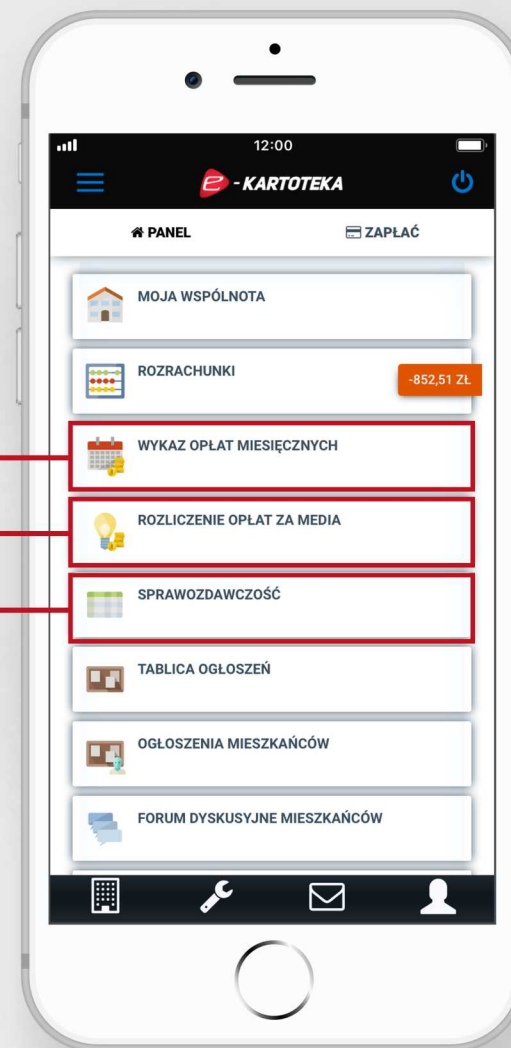 12:00
e - KARTOTEKA
PANEL
ZAPŁAĆ
MOJA WSPÓLNOTA
ROZRACHUNKI
-852,51 ZŁ
WYKAZ OPŁAT MIESIĘCZNYCH
ROZLICZENIE OPŁAT ZA MEDIA
SPRAWOZDAWCZOŚĆ
TABLICA OGŁOSZEŃ
OGŁOSZENIA MIESZKAŃCÓW
FORUM DYSKUSYJNE MIESZKAŃCÓW